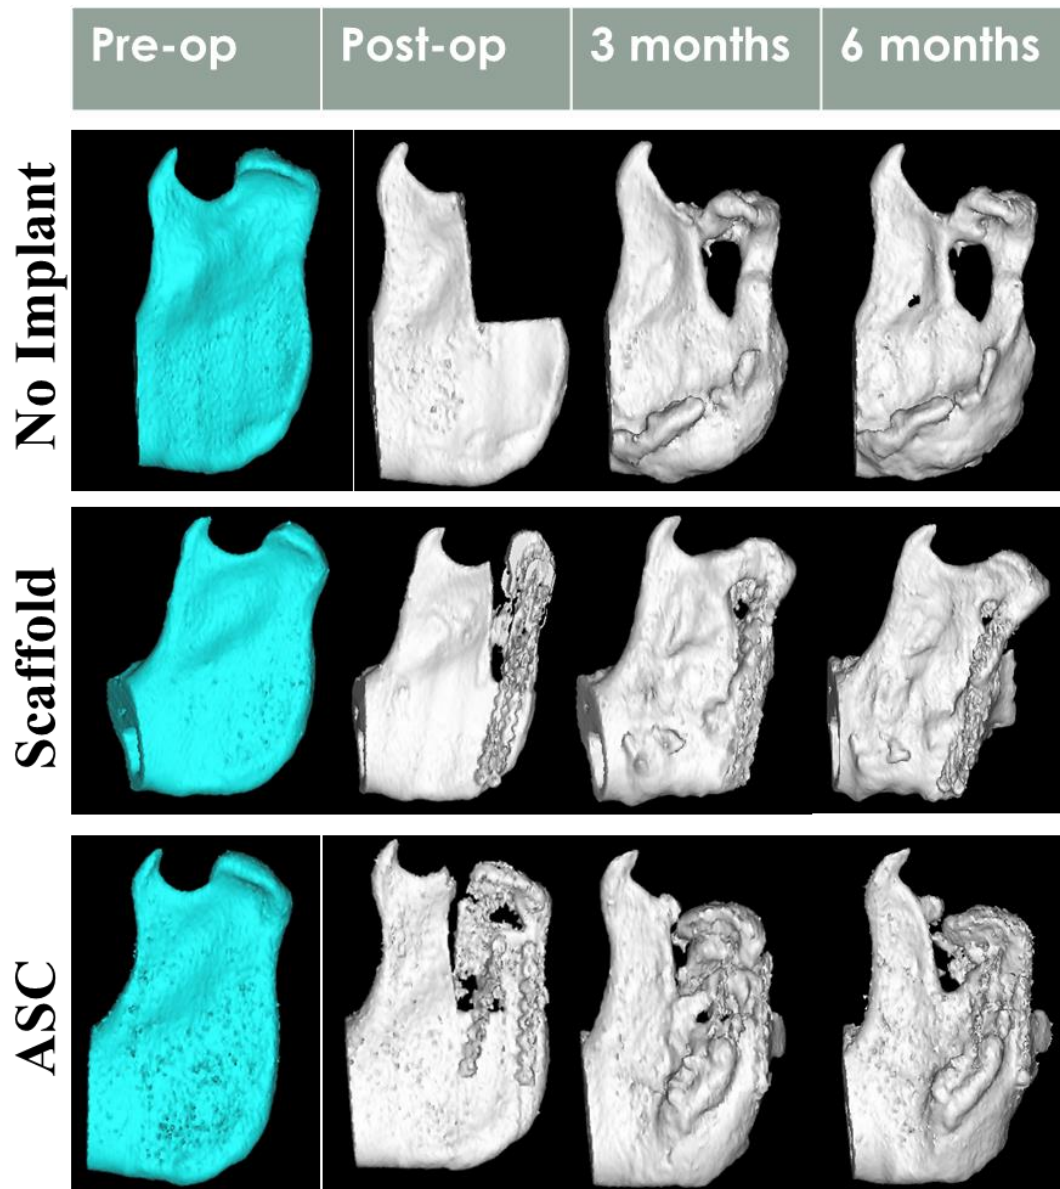 Pre-op
Post-op
3 months
6 months
No Implant
Scaffold
ASC